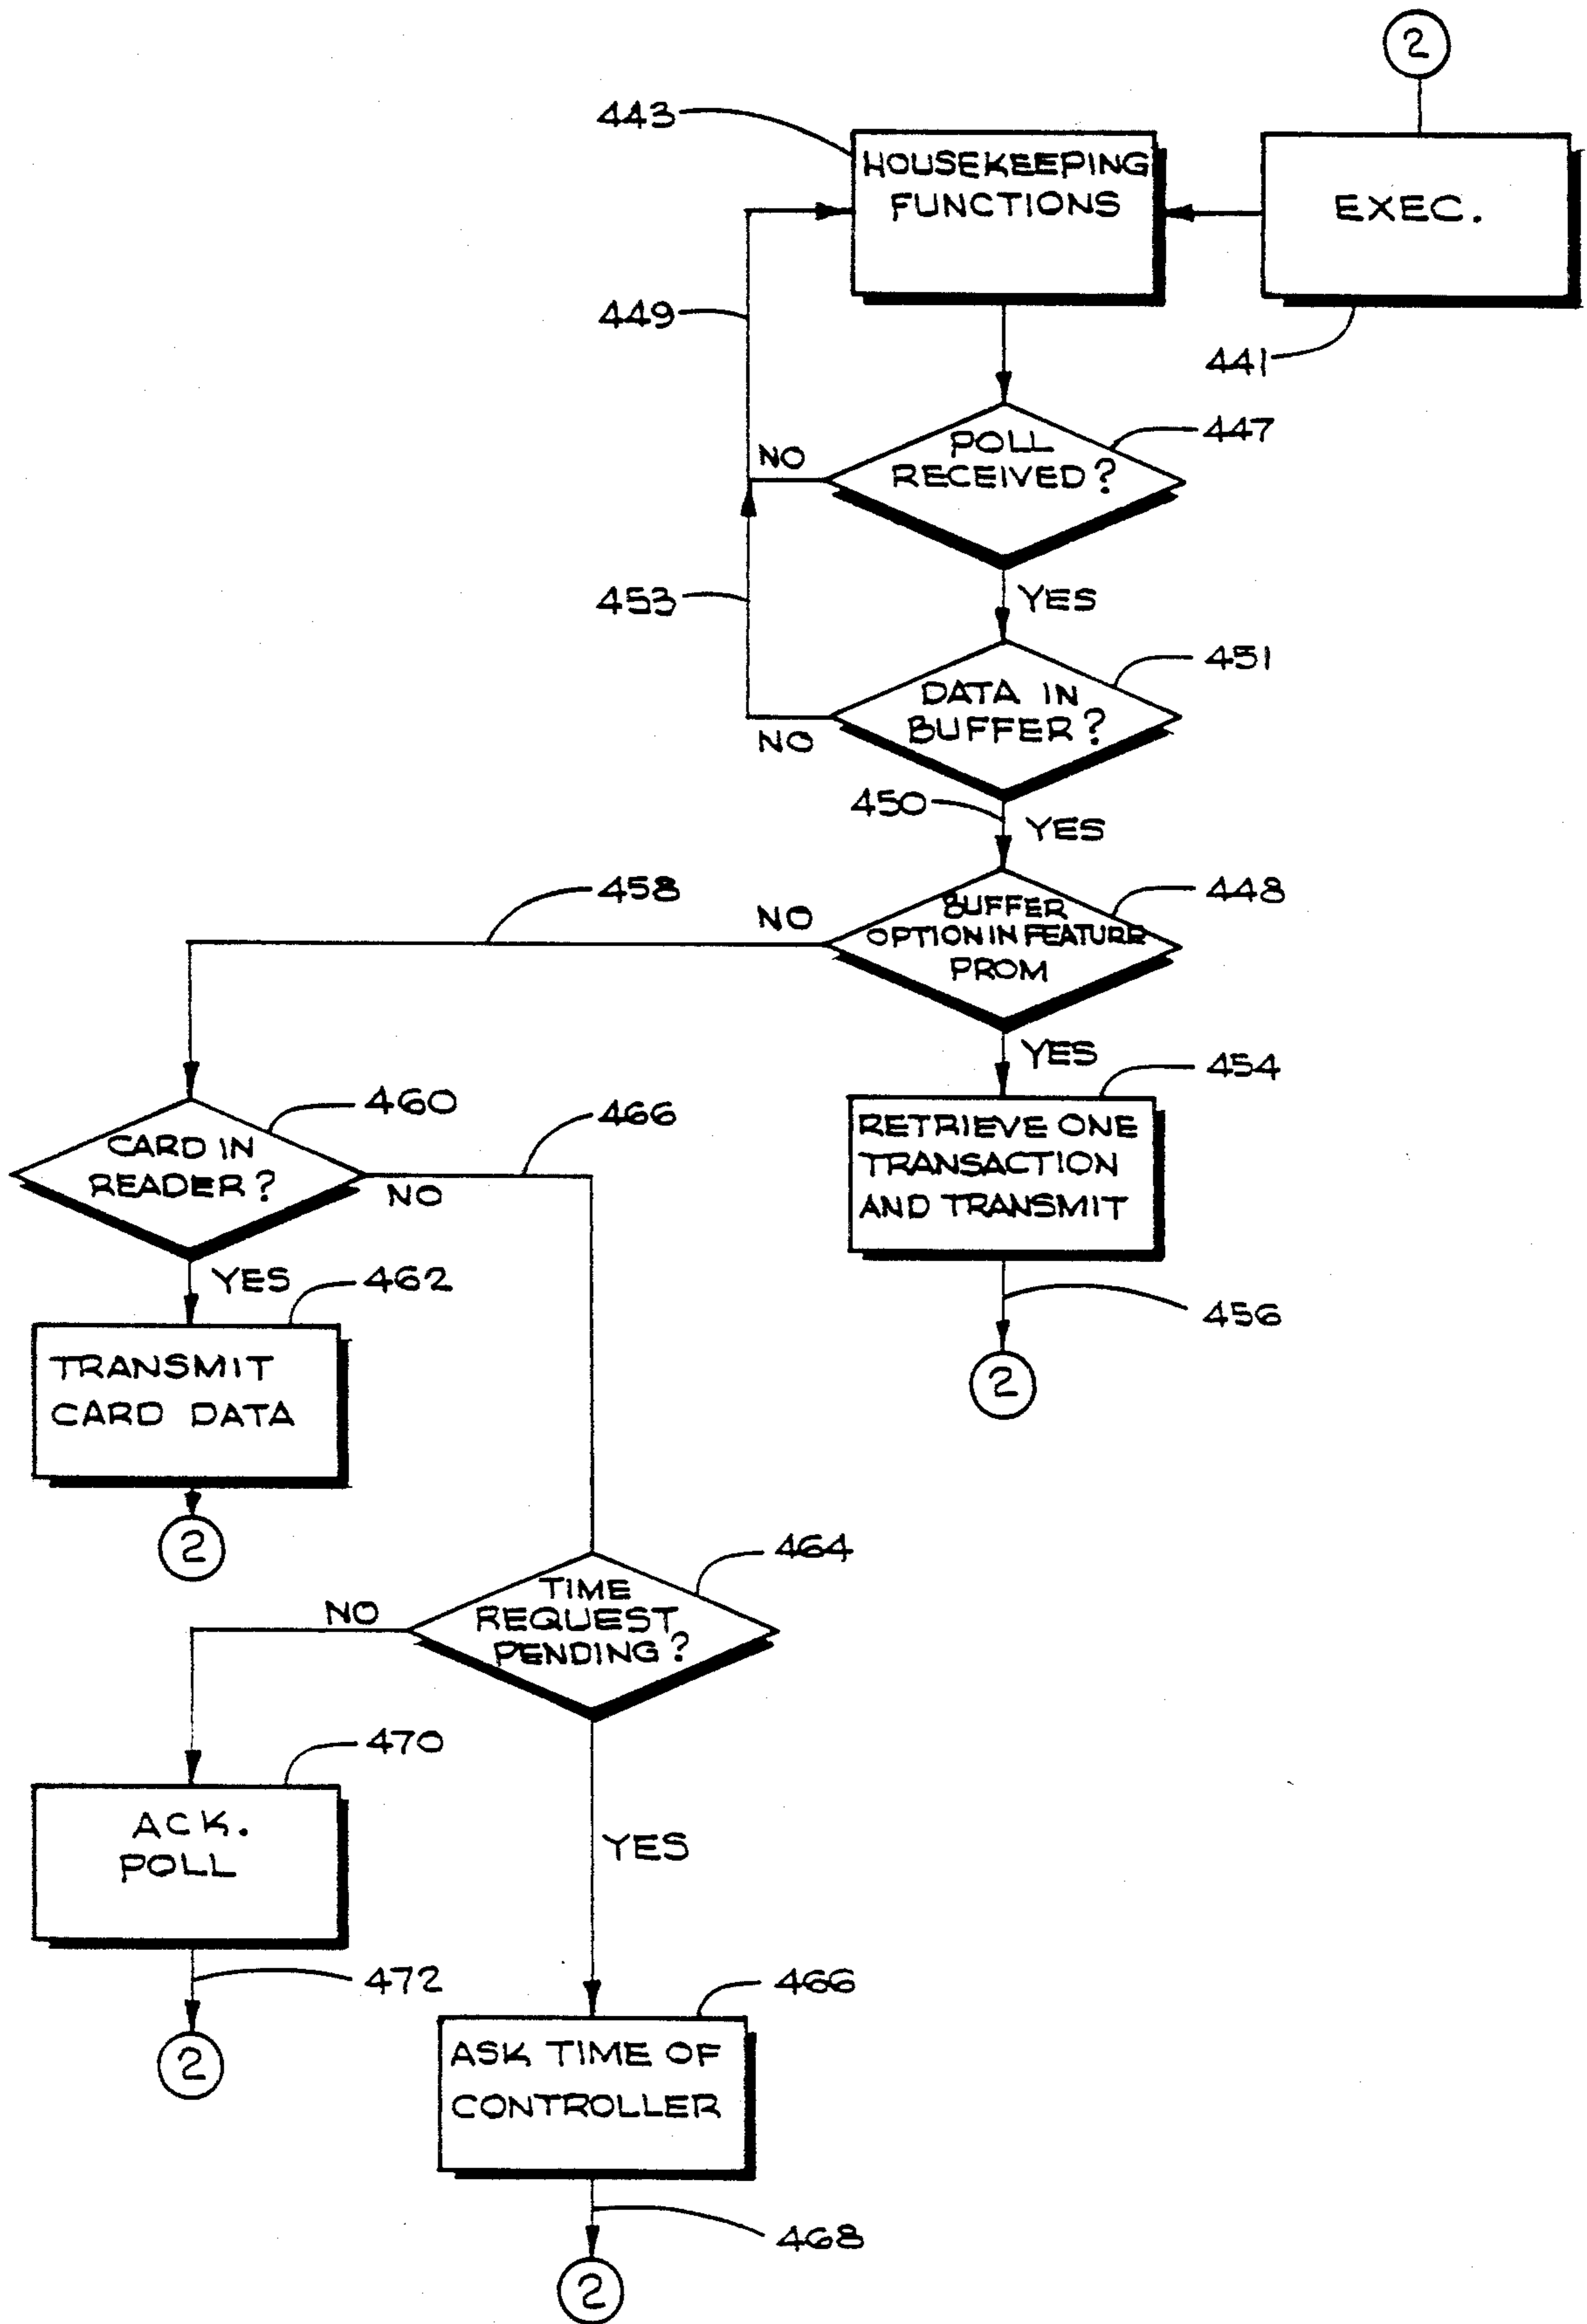 2
443
HOUSEKEEPING
FUNCTIONS
EXEC.
449
441
POLL
RECEIVED?
447
NO
453
YES
451
DATA IN
BUFFER?
NO
450
YES
458
NO
448
BUFFER
OPTION IN FEATURE
PROM
YES
454
460
466
CARD IN
READER?
NO
RETRIEVE ONE
TRANSACTION
AND TRANSMIT
YES
462
456
TRANSMIT
CARD DATA
2
2
464
TIME
REQUEST
PENDING?
NO
470
ACK.
POLL
YES
472
466
2
ASK TIME OF
CONTROLLER
468
2